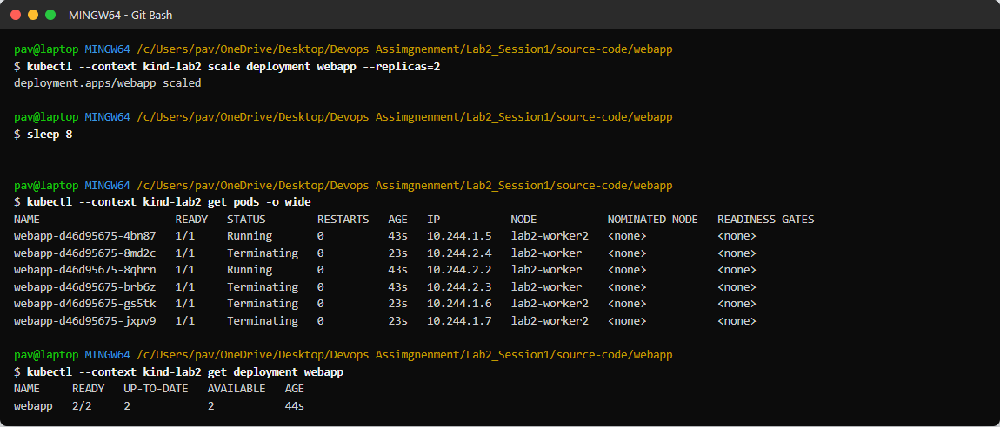 MINGW64 - Git Bash
pav@laptop MINGW64 /c/Users/pav/OneDrive/Desktop/Devops Assimgnenment/Lab2_Session1/source-code/webapp
$ kubectl --context kind-lab2 scale deployment webapp --replicas=2
deployment.apps/webapp scaled
pav@laptop MINGW64 /c/Users/pav/OneDrive/Desktop/Devops Assimgnenment/Lab2_Session1/source-code/webapp
$ sleep 8
pav@laptop MINGW64 /c/Users/pav/OneDrive/Desktop/Devops Assimgnenment/Lab2_Session1/source-code/webapp
$ kubectl --context kind-lab2 get pods -o wide
NAME READY STATUS RESTARTS AGE IP NODE NOMINATED NODE READINESS GATES
webapp-d46d95675-4bn87 1/1 Running 0 43s 10.244.1.5 lab2-worker2 <none> <none>
webapp-d46d95675-8md2c 1/1 Terminating 0 23s 10.244.2.4 lab2-worker <none> <none>
webapp-d46d95675-8qhrn 1/1 Running 0 43s 10.244.2.2 lab2-worker <none> <none>
webapp-d46d95675-brb6z 1/1 Terminating 0 43s 10.244.2.3 lab2-worker <none> <none>
webapp-d46d95675-gs5tk 1/1 Terminating 0 23s 10.244.1.6 lab2-worker2 <none> <none>
webapp-d46d95675-jxpv9 1/1 Terminating 0 23s 10.244.1.7 lab2-worker2 <none> <none>
pav@laptop MINGW64 /c/Users/pav/OneDrive/Desktop/Devops Assimgnenment/Lab2_Session1/source-code/webapp
$ kubectl --context kind-lab2 get deployment webapp
NAME READY UP-TO-DATE AVAILABLE AGE
webapp 2/2 2 2 44s